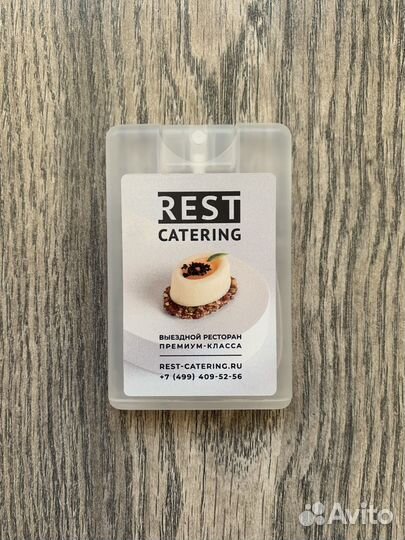 REST
CATERING
ВЫЕЗДНОЙ РЕСТОРАН
ПРЕМИУМ-КЛАССА
REST-CATERING.RU
+7 (499) 409-52-56
Avito